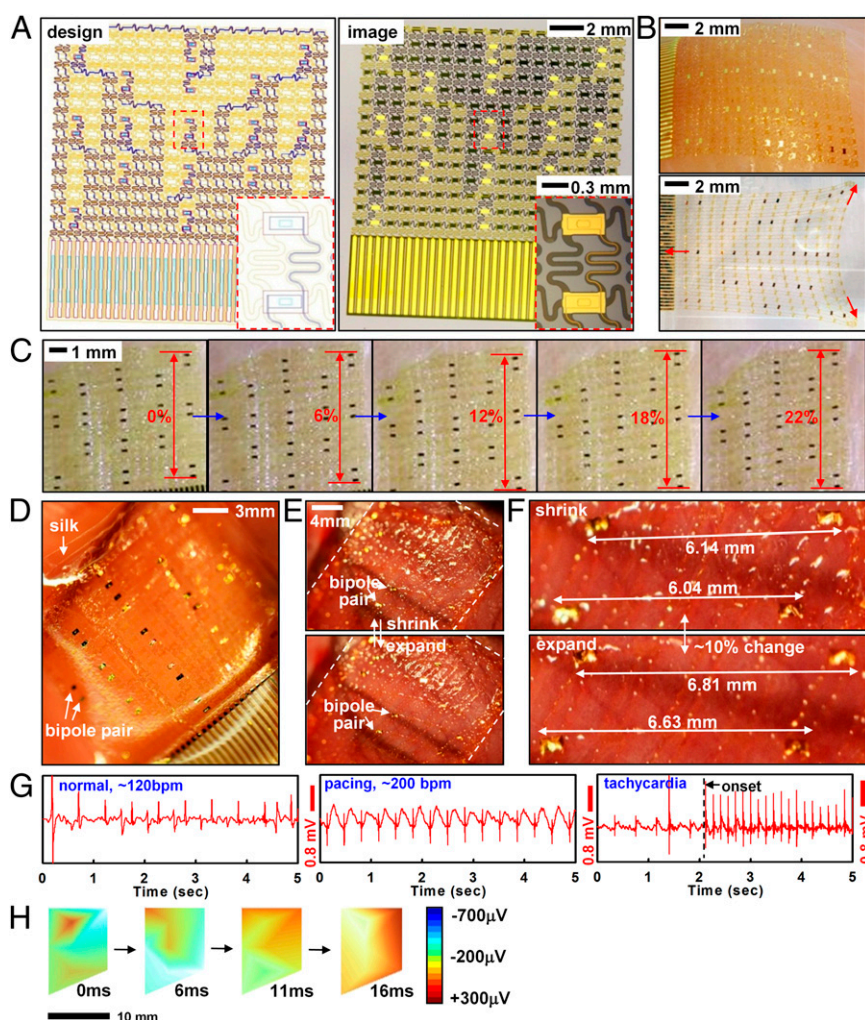 A
design
image
2 mm
0.3 mm
B
2 mm
2 mm
C
1 mm
0%
6%
12%
18%
22%
D
silk
3mm
bipole pair
E
4mm
bipole
pair
shrink
expand
bipole
pair
F
shrink
6.14 mm
6.04 mm
expand
~10% change
6.81 mm
6.63 mm
G
normal, ~120bpm
0.8 mV
0 1 2 3 4 5
Time (sec)
pacing, ~200 bpm
0.8 mV
0 1 2 3 4 5
Time (sec)
tachycardia
onset
0.8 mV
0 1 2 3 4 5
Time (sec)
H
0ms
6ms
11ms
16ms
-700μV
-200μV
+300μV
10 mm